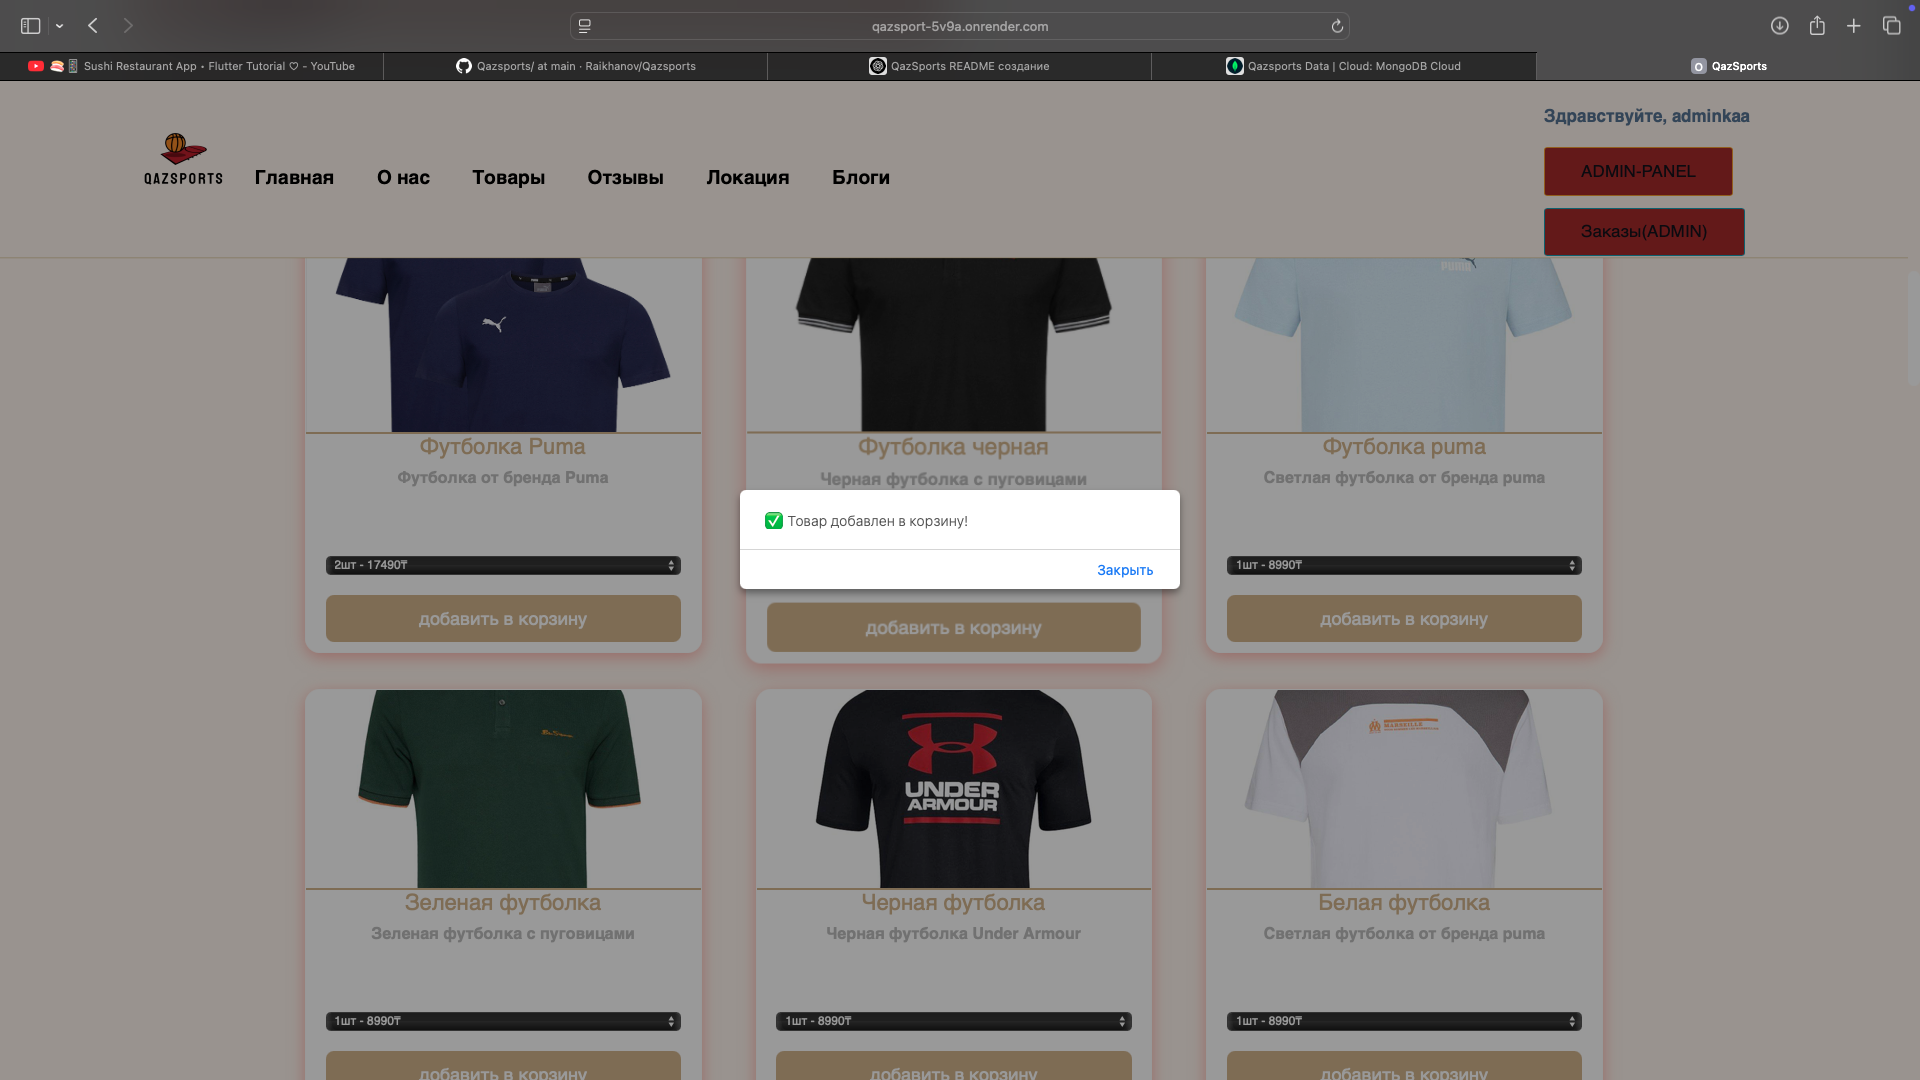 qazsport-5v9a.onrender.com
Sushi Restaurant App • Flutter Tutorial ♡ - YouTube
Qazsports/ at main · Raikhanov/Qazsports
QazSports README создание
Qazsports Data | Cloud: MongoDB Cloud
QazSports
Здравствуйте, adminkaa
QAZSPORTS
Главная
О нас
Товары
Отзывы
Локация
Блоги
ADMIN-PANEL
Заказы(ADMIN)
Футболка Puma
Футболка от бренда Puma
2шт - 17490₸
добавить в корзину
Футболка черная
Черная футболка с пуговицами
добавить в корзину
Футболка puma
Светлая футболка от бренда puma
1шт - 8990₸
добавить в корзину
✅ Товар добавлен в корзину!
Закрыть
Зеленая футболка
Зеленая футболка с пуговицами
1шт - 8990₸
добавить в корзину
UNDER
ARMOUR
Черная футболка
Черная футболка Under Armour
1шт - 8990₸
добавить в корзину
MARSEILLE
Белая футболка
Светлая футболка от бренда puma
1шт - 8990₸
добавить в корзину